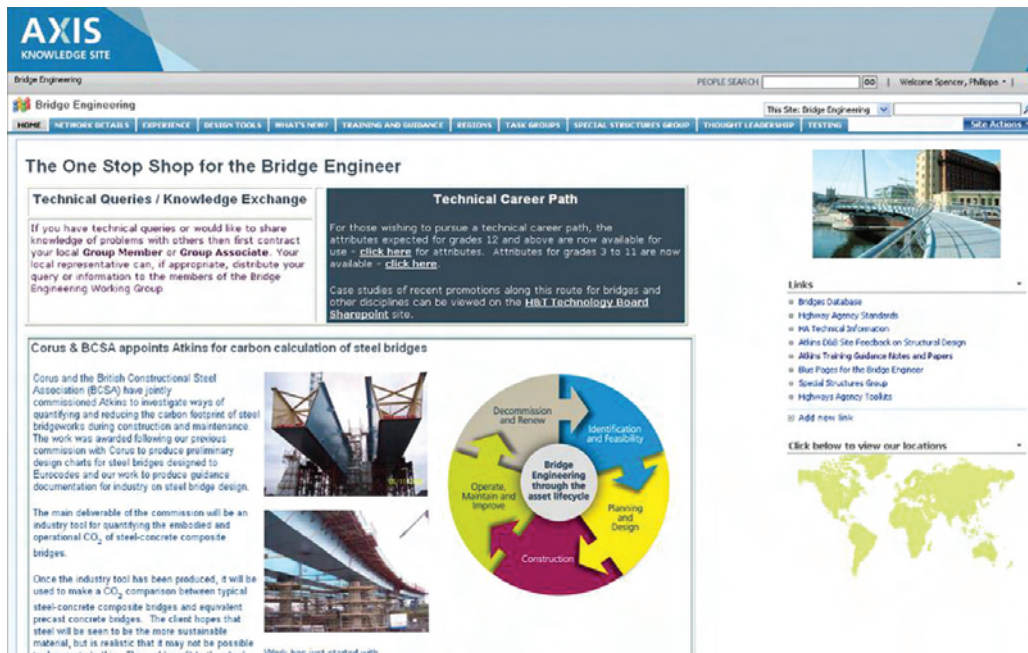 AXIS
KNOWLEDGE SITE
Bridge Engineering
PEOPLE SEARCH
GO | Welcome Spencer, Philippa
Bridge Engineering
This Site: Bridge Engineering
HOME NETWORK DETAILS EXPERIENCE DESIGN TOOLS WHAT'S NEW? TRAINING AND GUIDANCE REGIONS TASK GROUPS SPECIAL STRUCTURES GROUP THOUGHT LEADERSHIP TESTING
Site Actions
The One Stop Shop for the Bridge Engineer
Technical Queries / Knowledge Exchange
If you have technical queries or would like to share
knowledge of problems with others then first contract
your local Group Member or Group Associate. Your
local representative can, if appropriate, distribute your
query or information to the members of the Bridge
Engineering Working Group
Technical Career Path
For those wishing to pursue a technical career path, the
attributes expected for grades 12 and above are now available for
use - click here for attributes. Attributes for grades 3 to 11 are now
available - click here.
Case studies of recent promotions along this route for bridges and
other disciplines can be viewed on the H&T Technology Board
Sharepoint site.
Corus & BCSA appoints Atkins for carbon calculation of steel bridges
Corus and the British Constructional Steel
Association (BCSA) have jointly
commissioned Atkins to investigate ways of
quantifying and reducing the carbon footprint of steel
bridgeworks during construction and maintenance.
The work was awarded following our previous
commission with Corus to produce preliminary
design charts for steel bridges designed to
Eurocodes and our work to produce guidance
documentation for industry on steel bridge design.
The main deliverable of the commission will be an
industry tool for quantifying the embodied and
operational CO2 of steel-concrete composite
bridges.
Once the industry tool has been produced, it will be
used to make a CO2 comparison between typical
steel-concrete composite bridges and equivalent
precast concrete bridges. The client hopes that
steel will be seen to be the more sustainable
material, but is realistic that it may not be possible
Work has just started with
Decommission
and Renew
Identification
and Feasibility
Bridge
Engineering
through the
asset lifecycle
Operate,
Maintain and
Improve
Planning
and
Design
Construction
Links
Bridges Database
Highway Agency Standards
HA Technical Information
Atkins D&B Site Feedback on Structural Design
Atkins Training Guidance Notes and Papers
Blue Pages for the Bridge Engineer
Special Structures Group
Highways Agency Toolkits
Add new link
Click below to view our locations